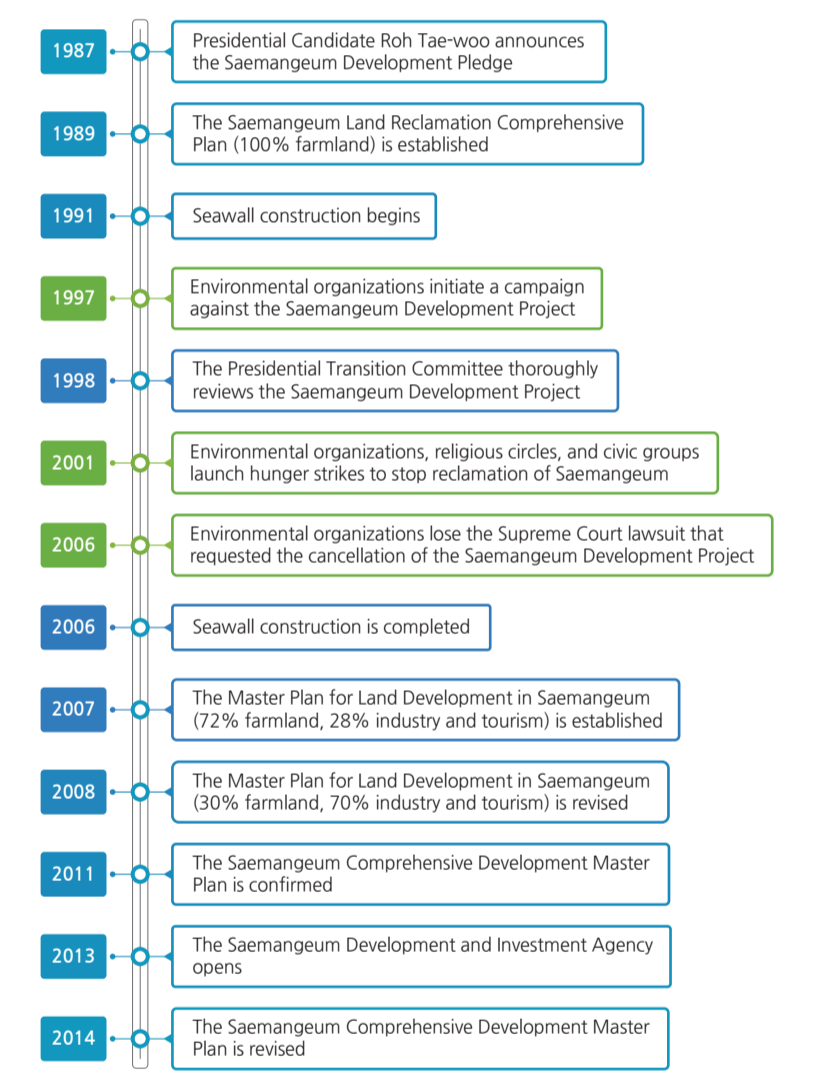 1987
Presidential Candidate Roh Tae-woo announces
the Saemangeum Development Pledge
1989
The Saemangeum Land Reclamation Comprehensive
Plan (100% farmland) is established
1991
Seawall construction begins
1997
Environmental organizations initiate a campaign
against the Saemangeum Development Project
1998
The Presidential Transition Committee thoroughly
reviews the Saemangeum Development Project
2001
Environmental organizations, religious circles, and civic groups
launch hunger strikes to stop reclamation of Saemangeum
2006
Environmental organizations lose the Supreme Court lawsuit that
requested the cancellation of the Saemangeum Development Project
2006
Seawall construction is completed
2007
The Master Plan for Land Development in Saemangeum
(72% farmland, 28% industry and tourism) is established
2008
The Master Plan for Land Development in Saemangeum
(30% farmland, 70% industry and tourism) is revised
2011
The Saemangeum Comprehensive Development Master
Plan is confirmed
2013
The Saemangeum Development and Investment Agency
opens
2014
The Saemangeum Comprehensive Development Master
Plan is revised